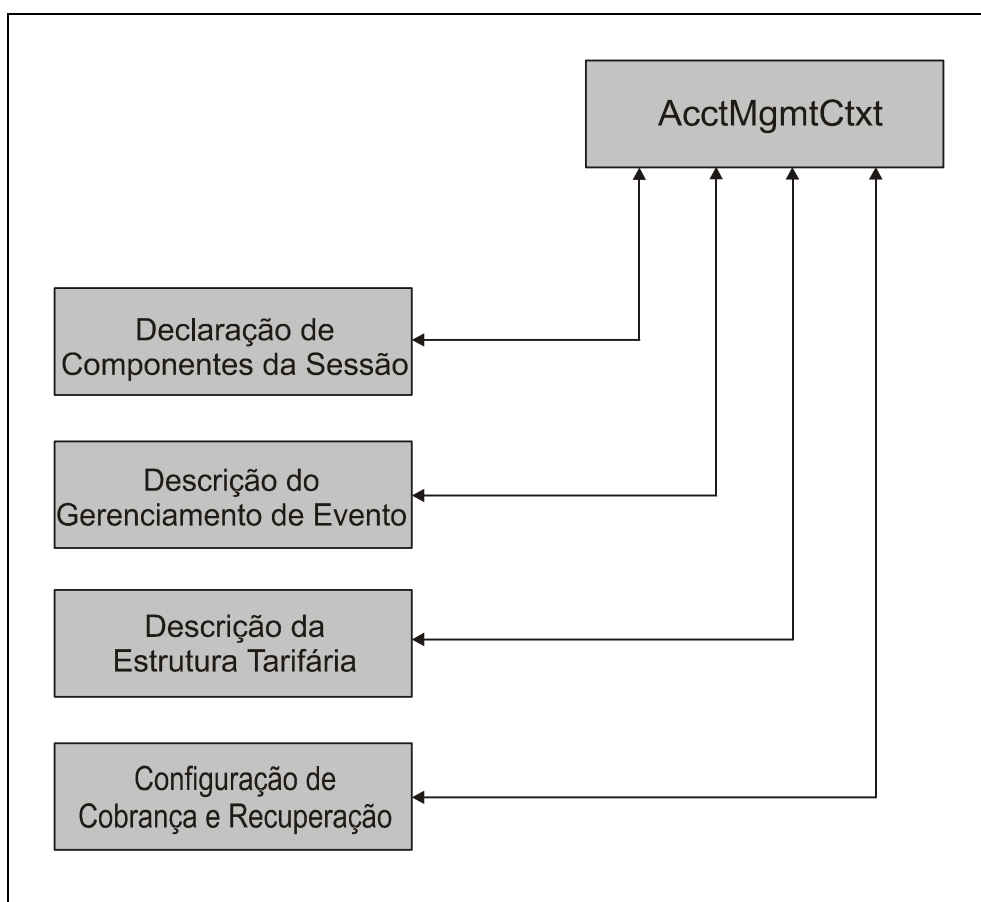 AcctMgmtCtxt
Declaração de
Componentes da Sessão
Descrição do
Gerenciamento de Evento
Descrição da
Estrutura Tarifária
Configuração de
Cobrança e Recuperação